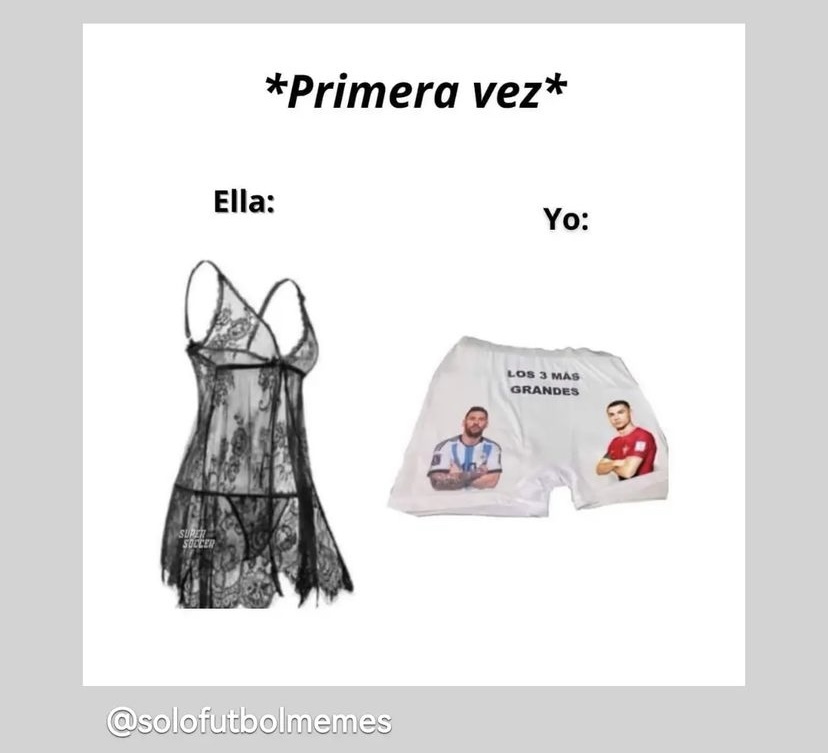 *Primera vez*
Ella:
Yo:
LOS 3 MÁS
GRANDES
SUPER
SOCCER
@solofutbolmemes